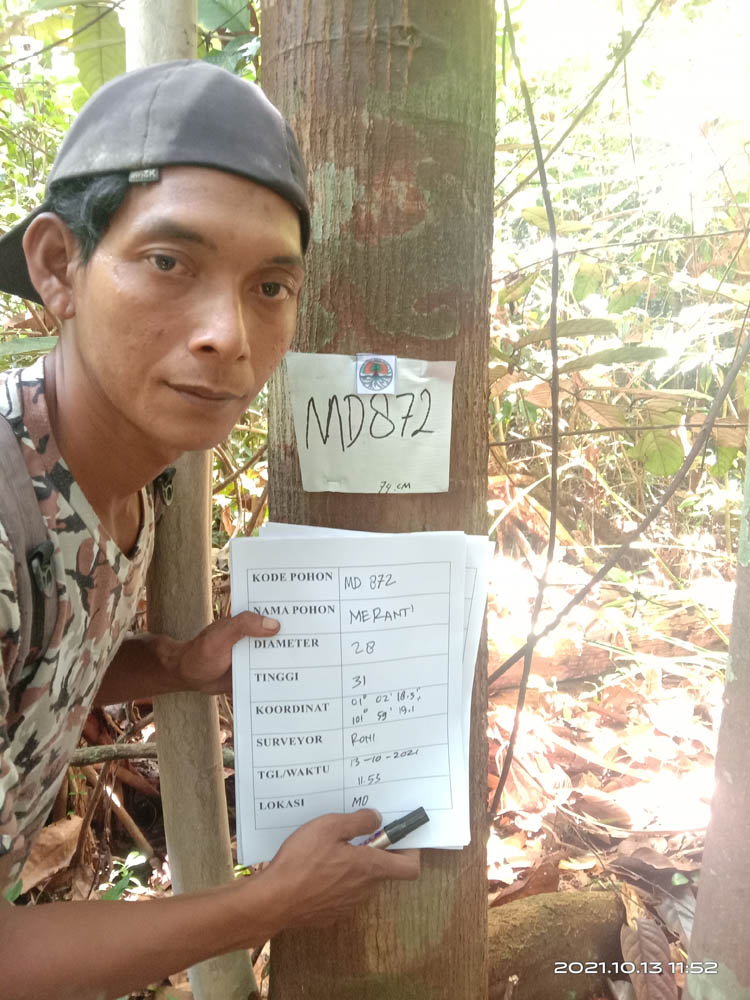 MD872
74.CM
KODE POHON MD 872
NAMA POHON MERANTI
DIAMETER 28
TINGGI 31
KOORDINAT 01° 02' 18.3",
101° 59' 19.1
SURVEYOR ROMI
TGL/WAKTU 13-10-2021
11.53
LOKASI MD
2021.10.13 11:52